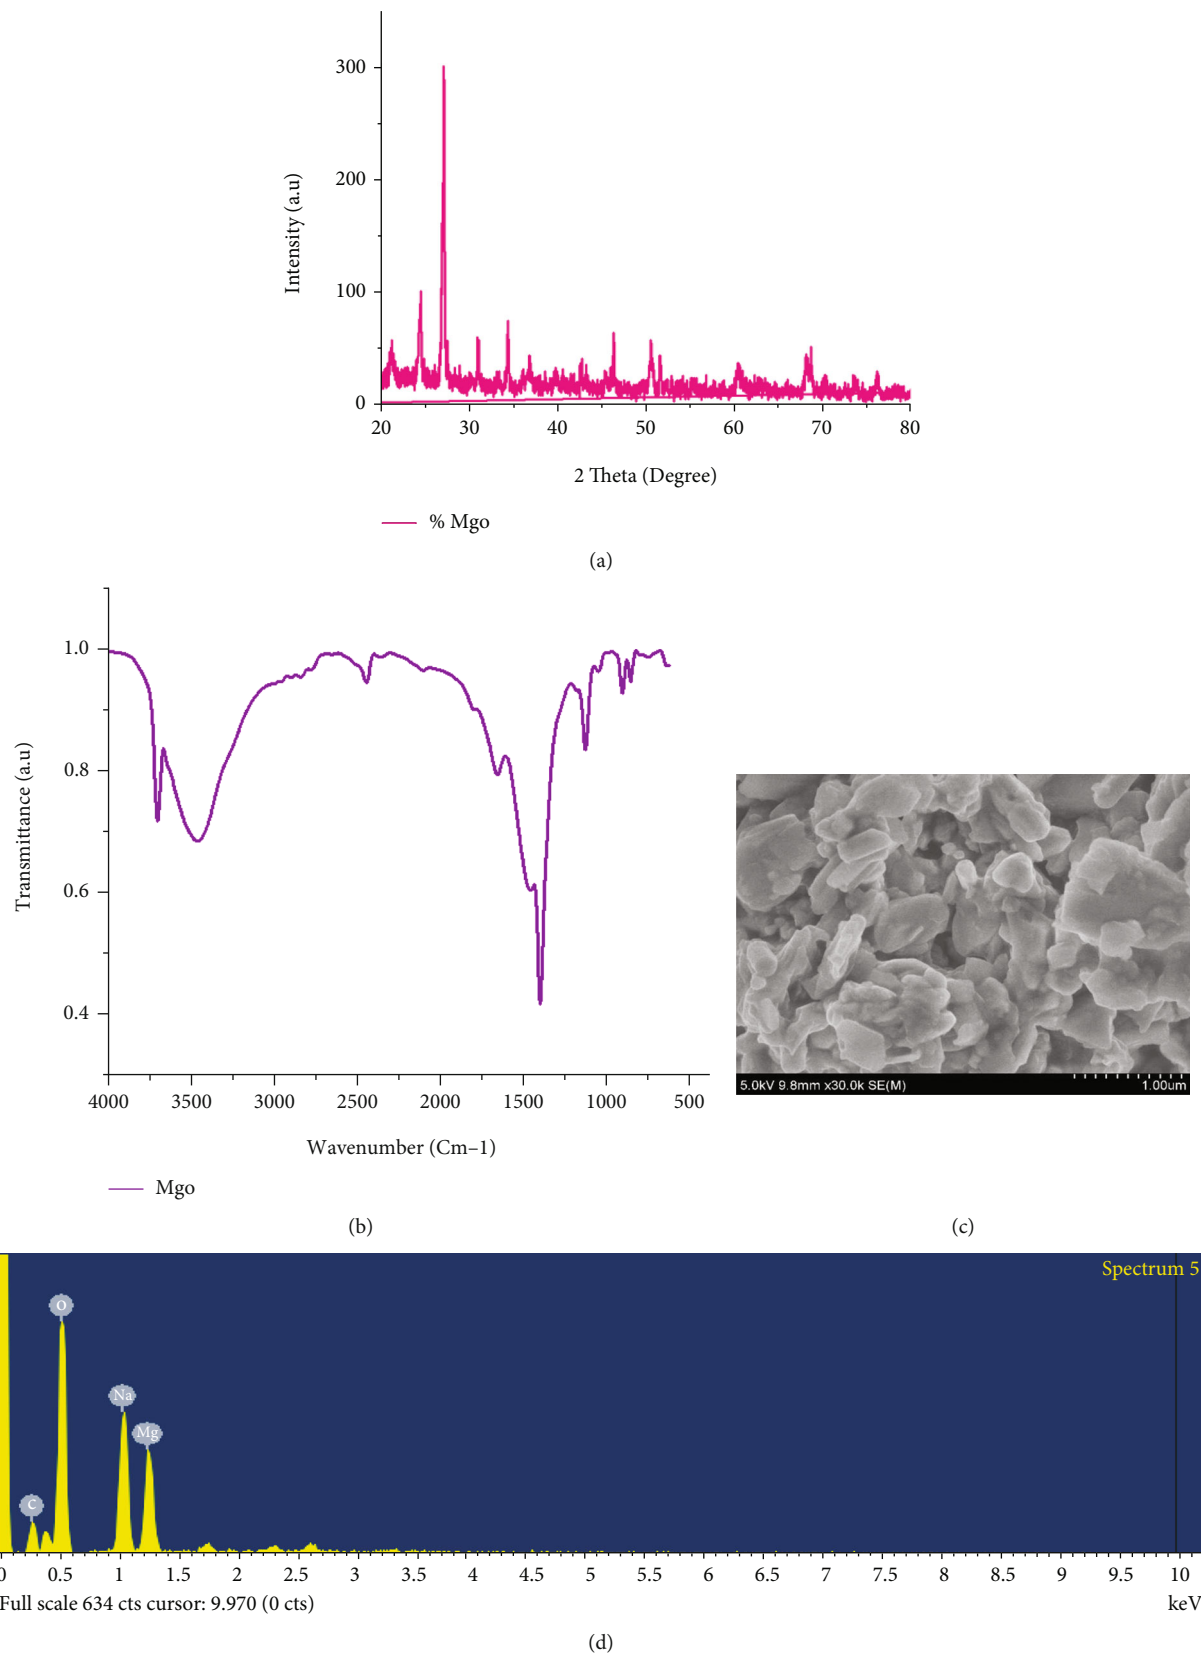 300
200
100
0
Intensity (a.u)
20 30 40 50 60 70 80
2 Theta (Degree)
% Mgo
(a)
1.0
0.8
0.6
0.4
Transmittance (a.u)
4000 3500 3000 2500 2000 1500 1000 500
Wavenumber (Cm–1)
Mgo
(b)
5.0kV 9.8mm x30.0k SE(M) 1.00um
(c)
Spectrum 5
O
Na
Mg
C
0 0.5 1 1.5 2 2.5 3 3.5 4 4.5 5 5.5 6 6.5 7 7.5 8 8.5 9 9.5 10
Full scale 634 cts cursor: 9.970 (0 cts) keV
(d)